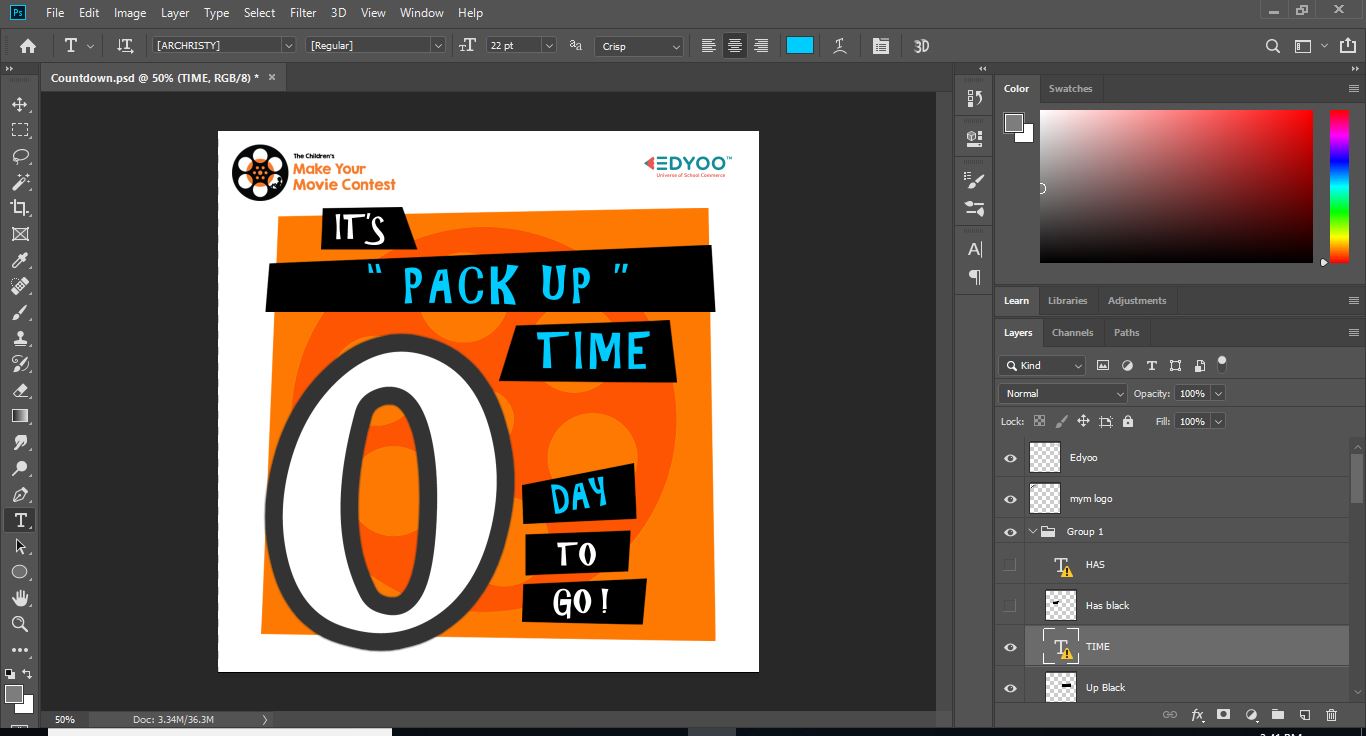 Ps File Edit Image Layer Type Select Filter 3D View Window Help
[ARCHRISTY] [Regular] 22 pt Crisp 3D
Countdown.psd @ 50% (TIME, RGB/8) *
The Children's
Make Your
Movie Contest
EDYOO™
Universe of School Commerce
IT'S
" PACK UP "
TIME
0
DAY
TO
GO!
50% Doc: 3.34M/36.3M
Color Swatches
Learn Libraries Adjustments
Layers Channels Paths
Kind
Normal Opacity: 100%
Lock: Fill: 100%
Edyoo
mym logo
Group 1
HAS
Has black
TIME
Up Black